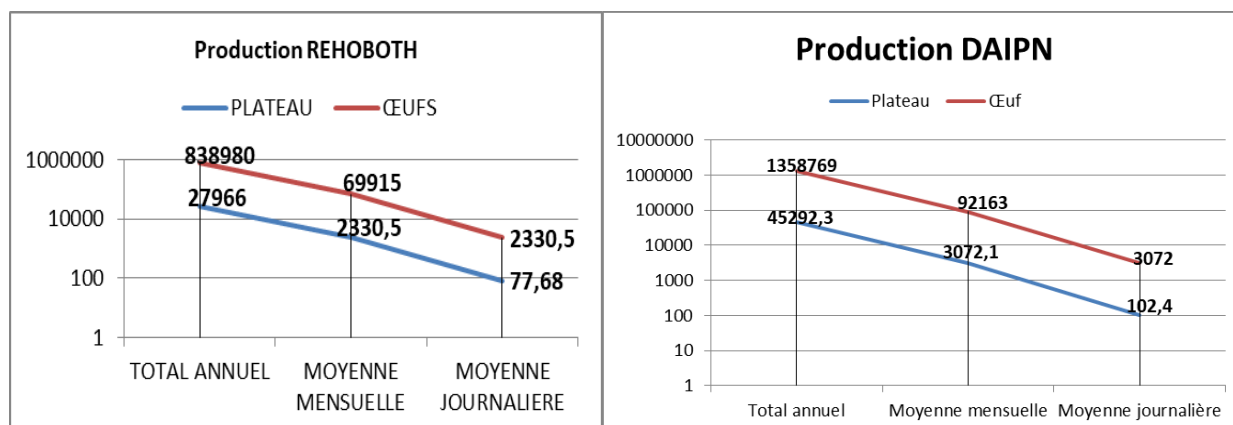 Production REHOBOTH
PLATEAU ŒUFS
1000000
10000
100
1
838980
69915
2330,5
27966
2330,5
77,68
TOTAL ANNUEL
MOYENNE
MENSUELLE
MOYENNE
JOURNALIERE
Production DAIPN
Plateau Œuf
10000000
1000000
100000
10000
1000
100
10
1
1358769
92163
3072
45292,3
3072,1
102,4
Total annuel
Moyenne mensuelle
Moyenne journalière